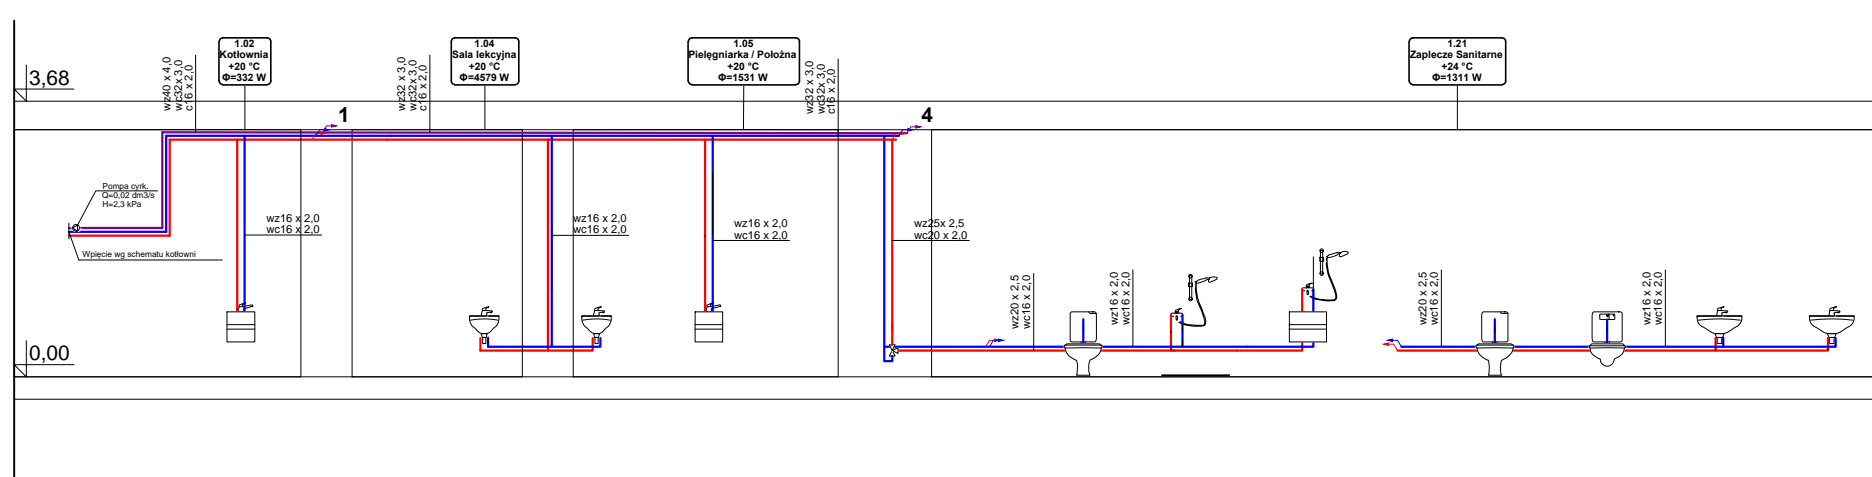 1.02
Kotłownia
+20 °C
Φ=332 W
1.04
Sala lekcyjna
+20 °C
Φ=4579 W
1.05
Pielęgniarka / Położna
+20 °C
Φ=1531 W
1.21
Zaplecze Sanitarne
+24 °C
Φ=1311 W
3,68
wz40 x 4,0
wc32x 3,0
c16 x 2,0
wz32 x 3,0
wc32x 3,0
c16 x 2,0
wz32 x 3,0
wc32x 3,0
c16 x 2,0
1
4
Pompa cyrk.
Q=0,02 dm3/s
H=2,3 kPa
Wpięcie wg schematu kotłowni
wz16 x 2,0
wc16 x 2,0
wz16 x 2,0
wc16 x 2,0
wz16 x 2,0
wc16 x 2,0
wz25x 2,5
wc20 x 2,0
wz20 x 2,5
wc16 x 2,0
wz16 x 2,0
wc16 x 2,0
wz20 x 2,5
wc16 x 2,0
wz16 x 2,0
wc16 x 2,0
0,00